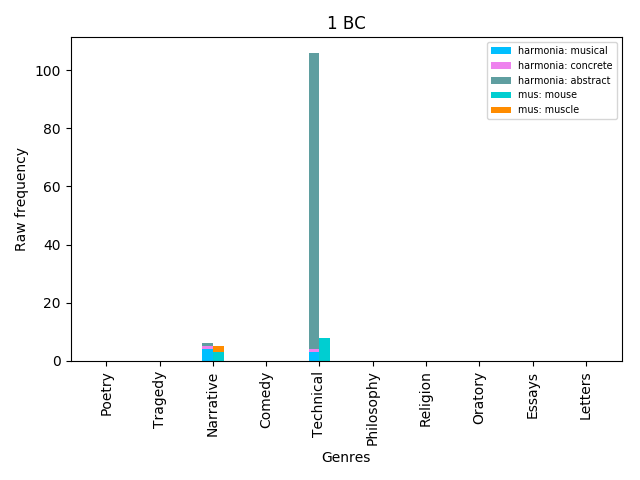 1 BC
harmonia: musical
harmonia: concrete
harmonia: abstract
mus: mouse
mus: muscle
Raw frequency
100
80
60
40
20
0
Poetry
Tragedy
Narrative
Comedy
Technical
Philosophy
Religion
Oratory
Essays
Letters
Genres